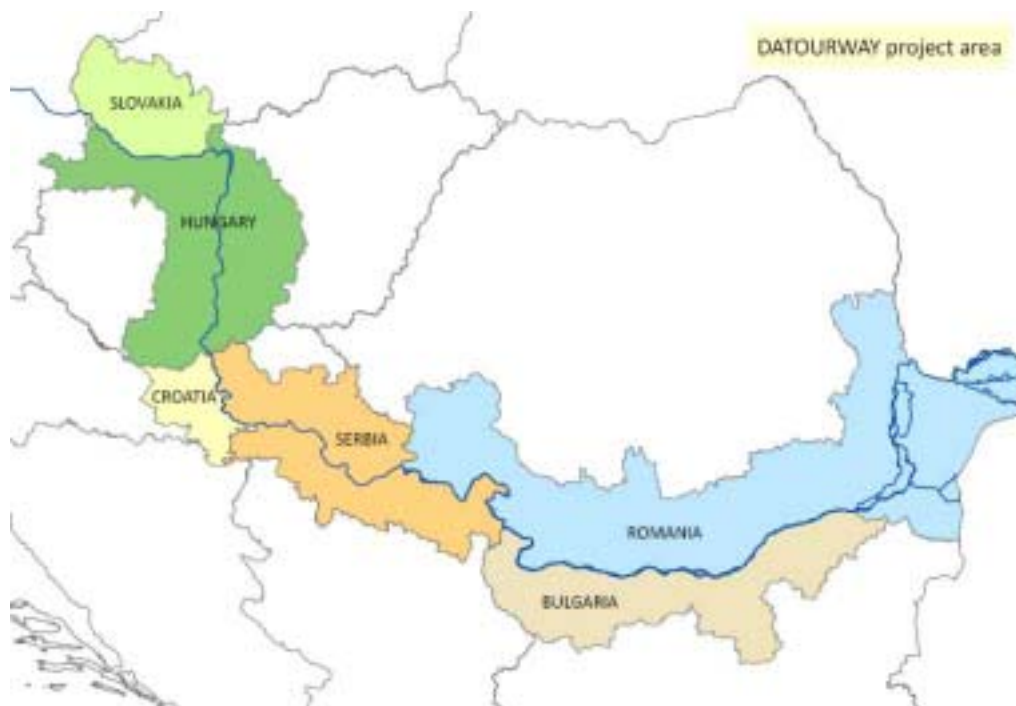 DATOURWAY project area
SLOVAKIA
HUNGARY
CROATIA
SERBIA
ROMANIA
BULGARIA